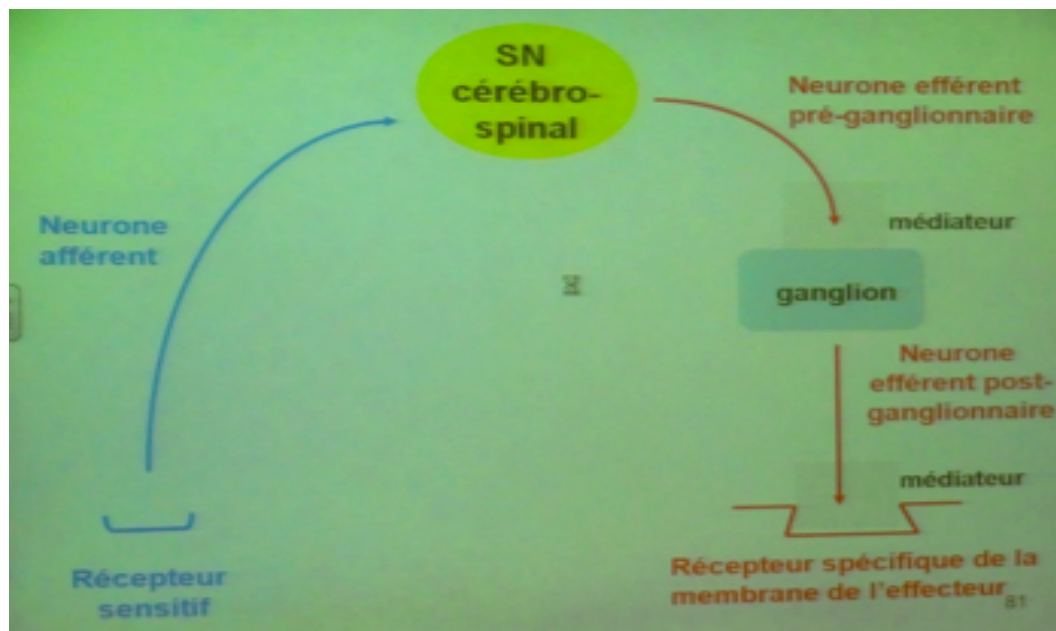 SN
cérébro-
spinal
Neurone efférent
pré-ganglionnaire
Neurone
afférent
médiateur
ganglion
Neurone
efférent post-
ganglionnaire
médiateur
Récepteur
sensitif
Récepteur spécifique de la
membrane de l'effecteur
81